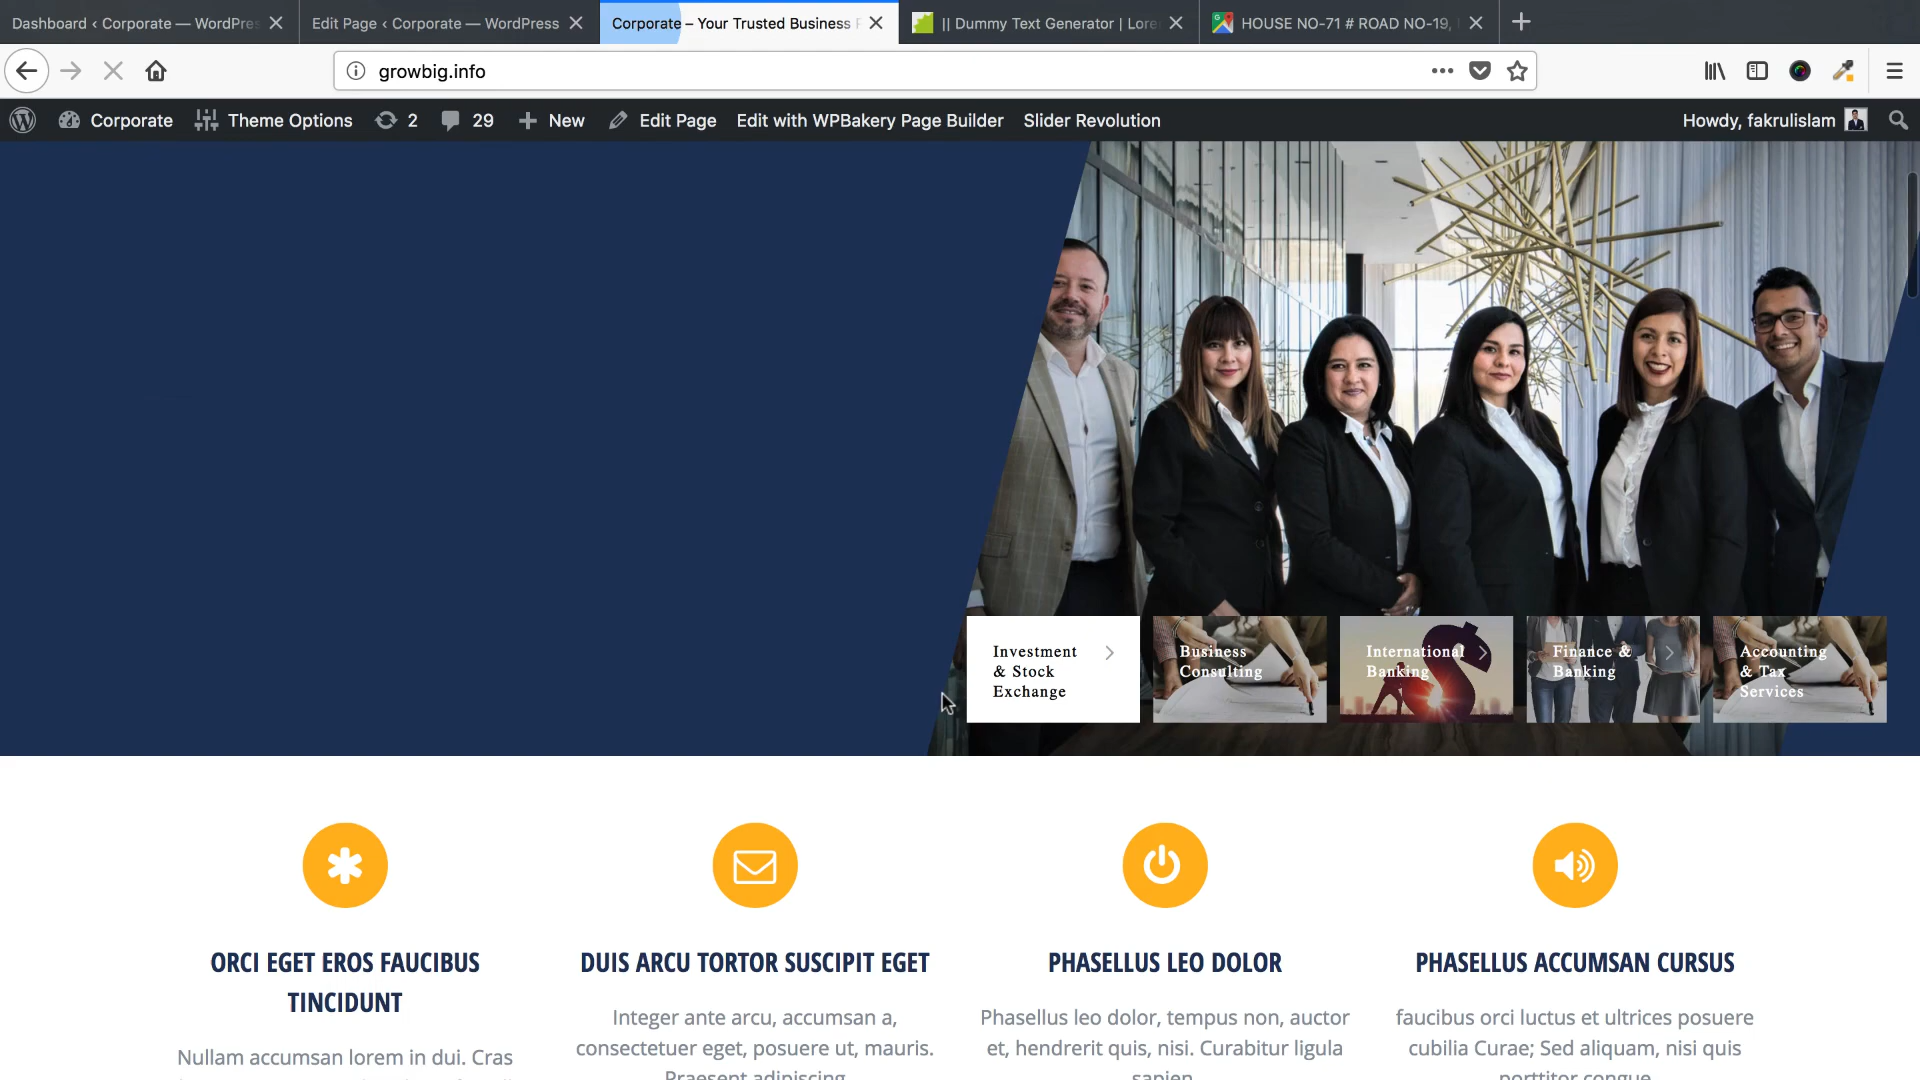 Dashboard ‹ Corporate — WordPres
Edit Page ‹ Corporate — WordPress
Corporate – Your Trusted Business
|| Dummy Text Generator | Lore
HOUSE NO-71 # ROAD NO-19,
growbig.info
Corporate
Theme Options
2
29
New
Edit Page
Edit with WPBakery Page Builder
Slider Revolution
Howdy, fakrulislam
Investment
& Stock
Exchange
Business
Consulting
International
Banking
Finance &
Banking
Accounting
& Tax
Services
ORCI EGET EROS FAUCIBUS
TINCIDUNT
Nullam accumsan lorem in dui. Cras
DUIS ARCU TORTOR SUSCIPIT EGET
Integer ante arcu, accumsan a,
consectetuer eget, posuere ut, mauris.
Praesent adipiscing.
PHASELLUS LEO DOLOR
Phasellus leo dolor, tempus non, auctor
et, hendrerit quis, nisi. Curabitur ligula
sapien
PHASELLUS ACCUMSAN CURSUS
faucibus orci luctus et ultrices posuere
cubilia Curae; Sed aliquam, nisi quis
porttitor congue